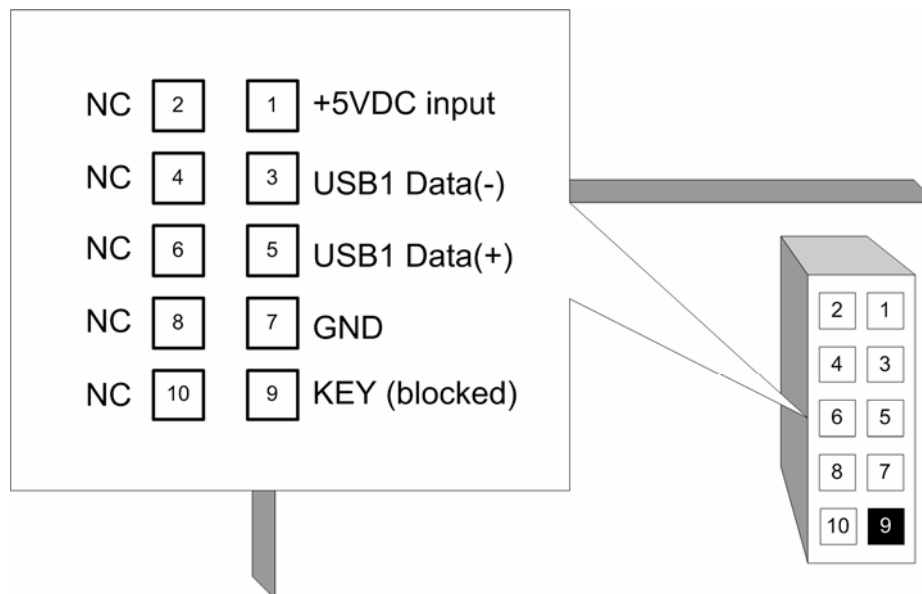 NC 2 1 +5VDC input
NC 4 3 USB1 Data(-)
NC 6 5 USB1 Data(+)
NC 8 7 GND
NC 10 9 KEY (blocked)
2 1
4 3
6 5
8 7
10 9